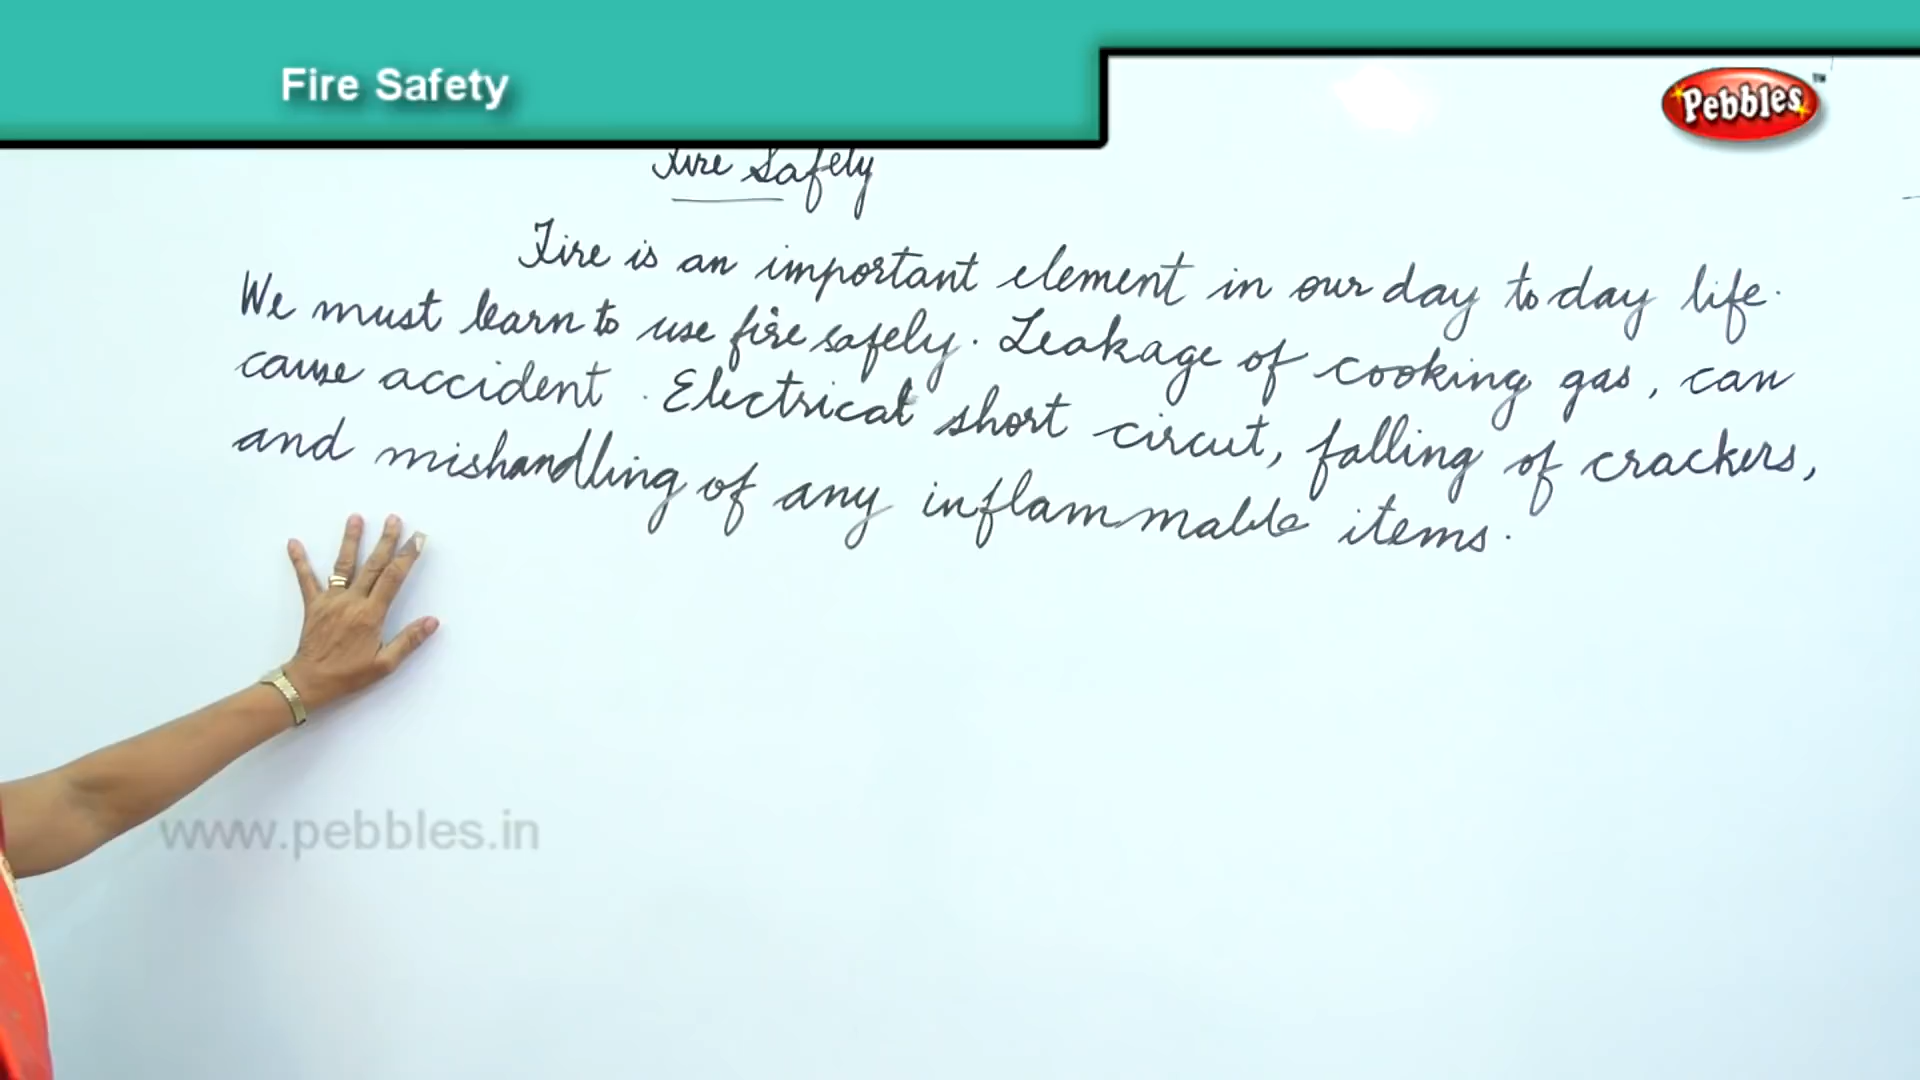 Fire Safety
Pebbles™
Fire Safety
Fire is an important element in our day to day life.
We must learn to use fire safely. Leakage of cooking gas, can
cause accident. Electrical short circut, falling of crackers,
and mishandling of any inflammable items.
www.pebbles.in